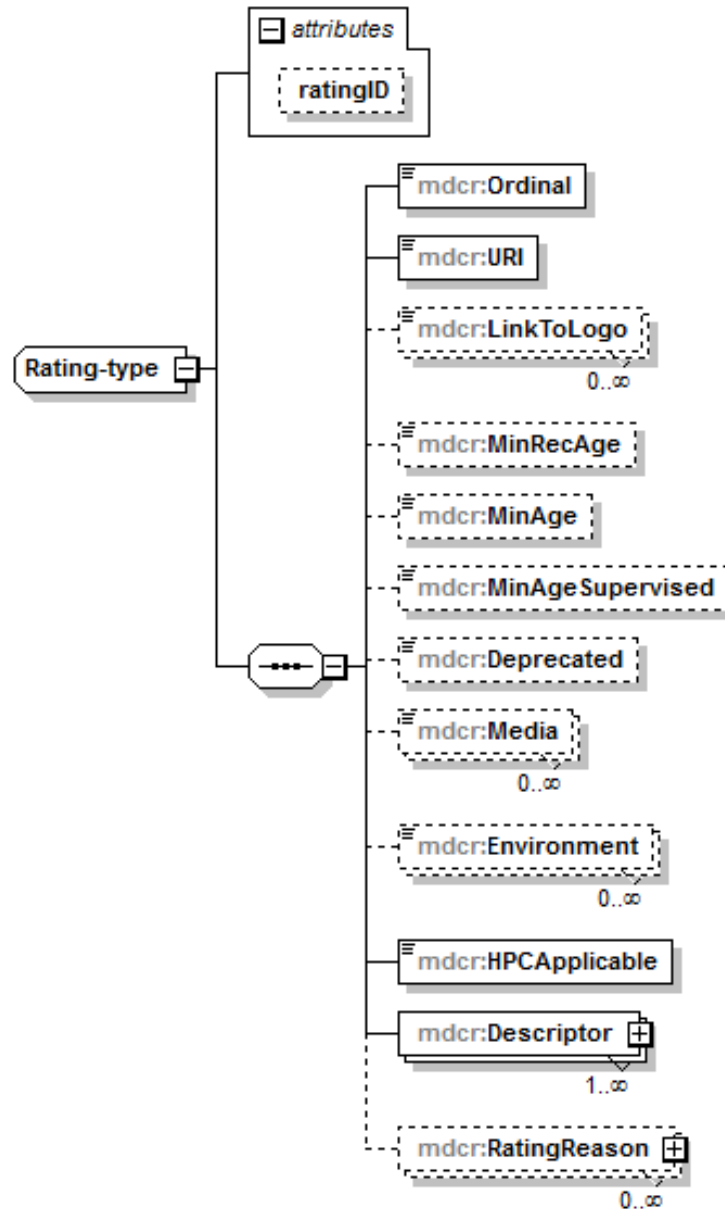 attributes
ratingID
mdcr:Ordinal
mdcr:URI
mdcr:LinkToLogo
0..∞
Rating-type
mdcr:MinRecAge
mdcr:MinAge
mdcr:MinAgeSupervised
mdcr:Deprecated
mdcr:Media
0..∞
mdcr:Environment
0..∞
mdcr:HPCApplicable
mdcr:Descriptor
1..∞
mdcr:RatingReason
0..∞